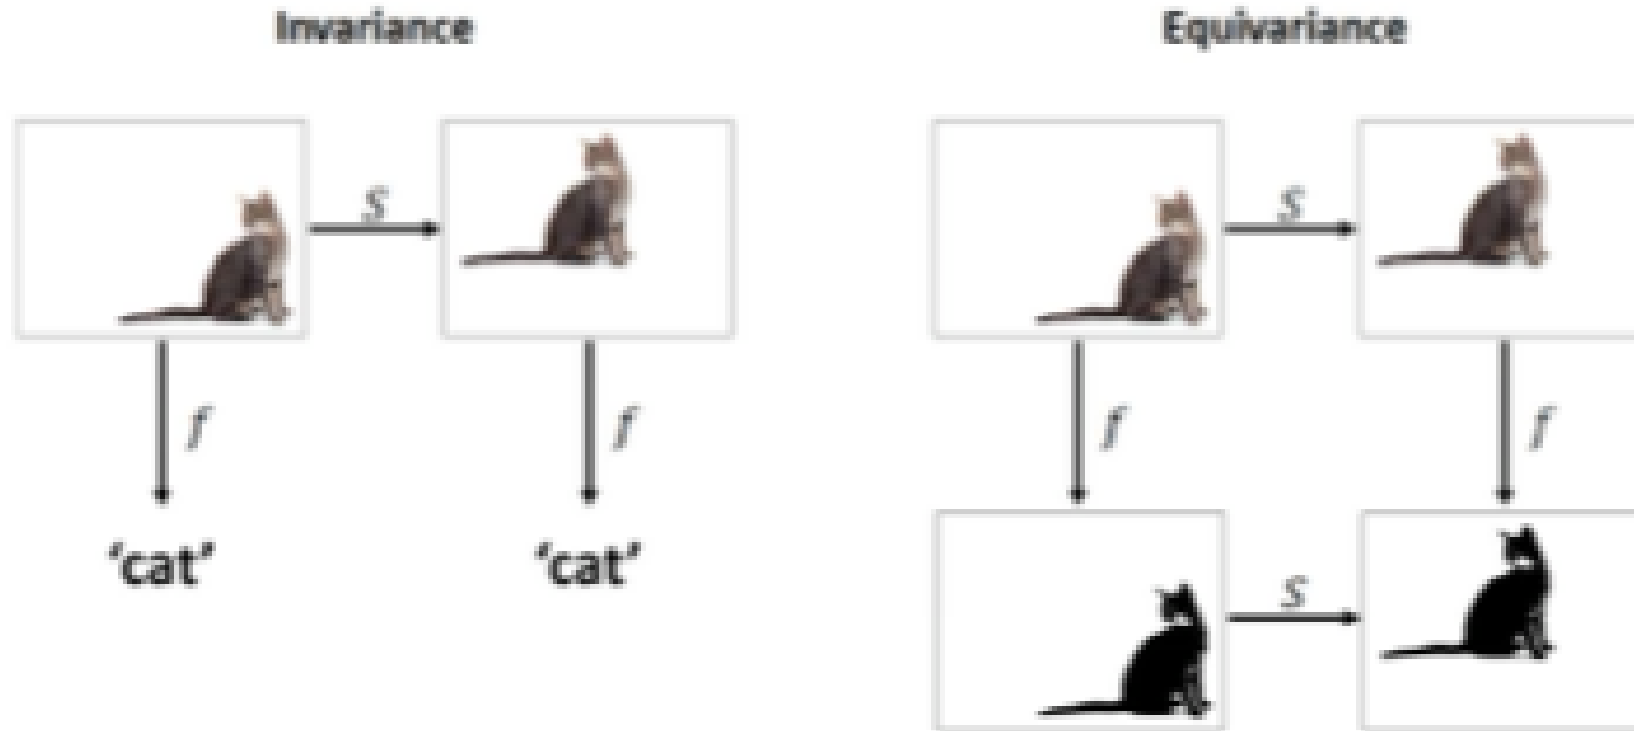 Invariance
Equivariance
S
S
f
f
f
f
'cat'
'cat'
S